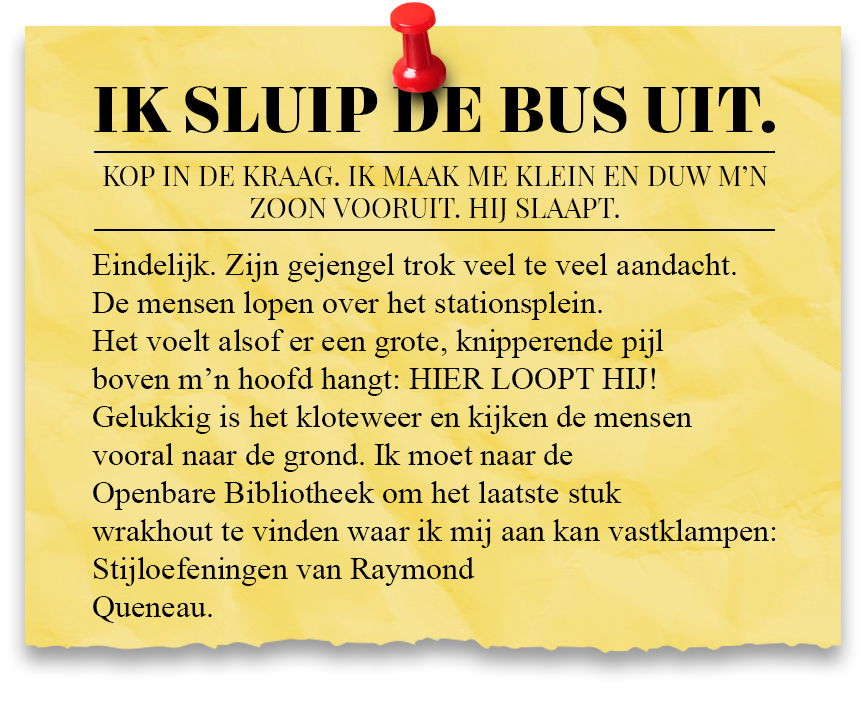 IK SLUIP DE BUS UIT.
KOP IN DE KRAAG. IK MAAK ME KLEIN EN DUW M’N
ZOON VOORUIT. HIJ SLAAPT.
Eindelijk. Zijn gejengel trok veel te veel aandacht.
De mensen lopen over het stationsplein.
Het voelt alsof er een grote, knipperende pijl
boven m’n hoofd hangt: HIER LOOPT HIJ!
Gelukkig is het kloteweer en kijken de mensen
vooral naar de grond. Ik moet naar de
Openbare Bibliotheek om het laatste stuk
wrakhout te vinden waar ik mij aan kan vastklampen:
Stijloefeningen van Raymond
Queneau.